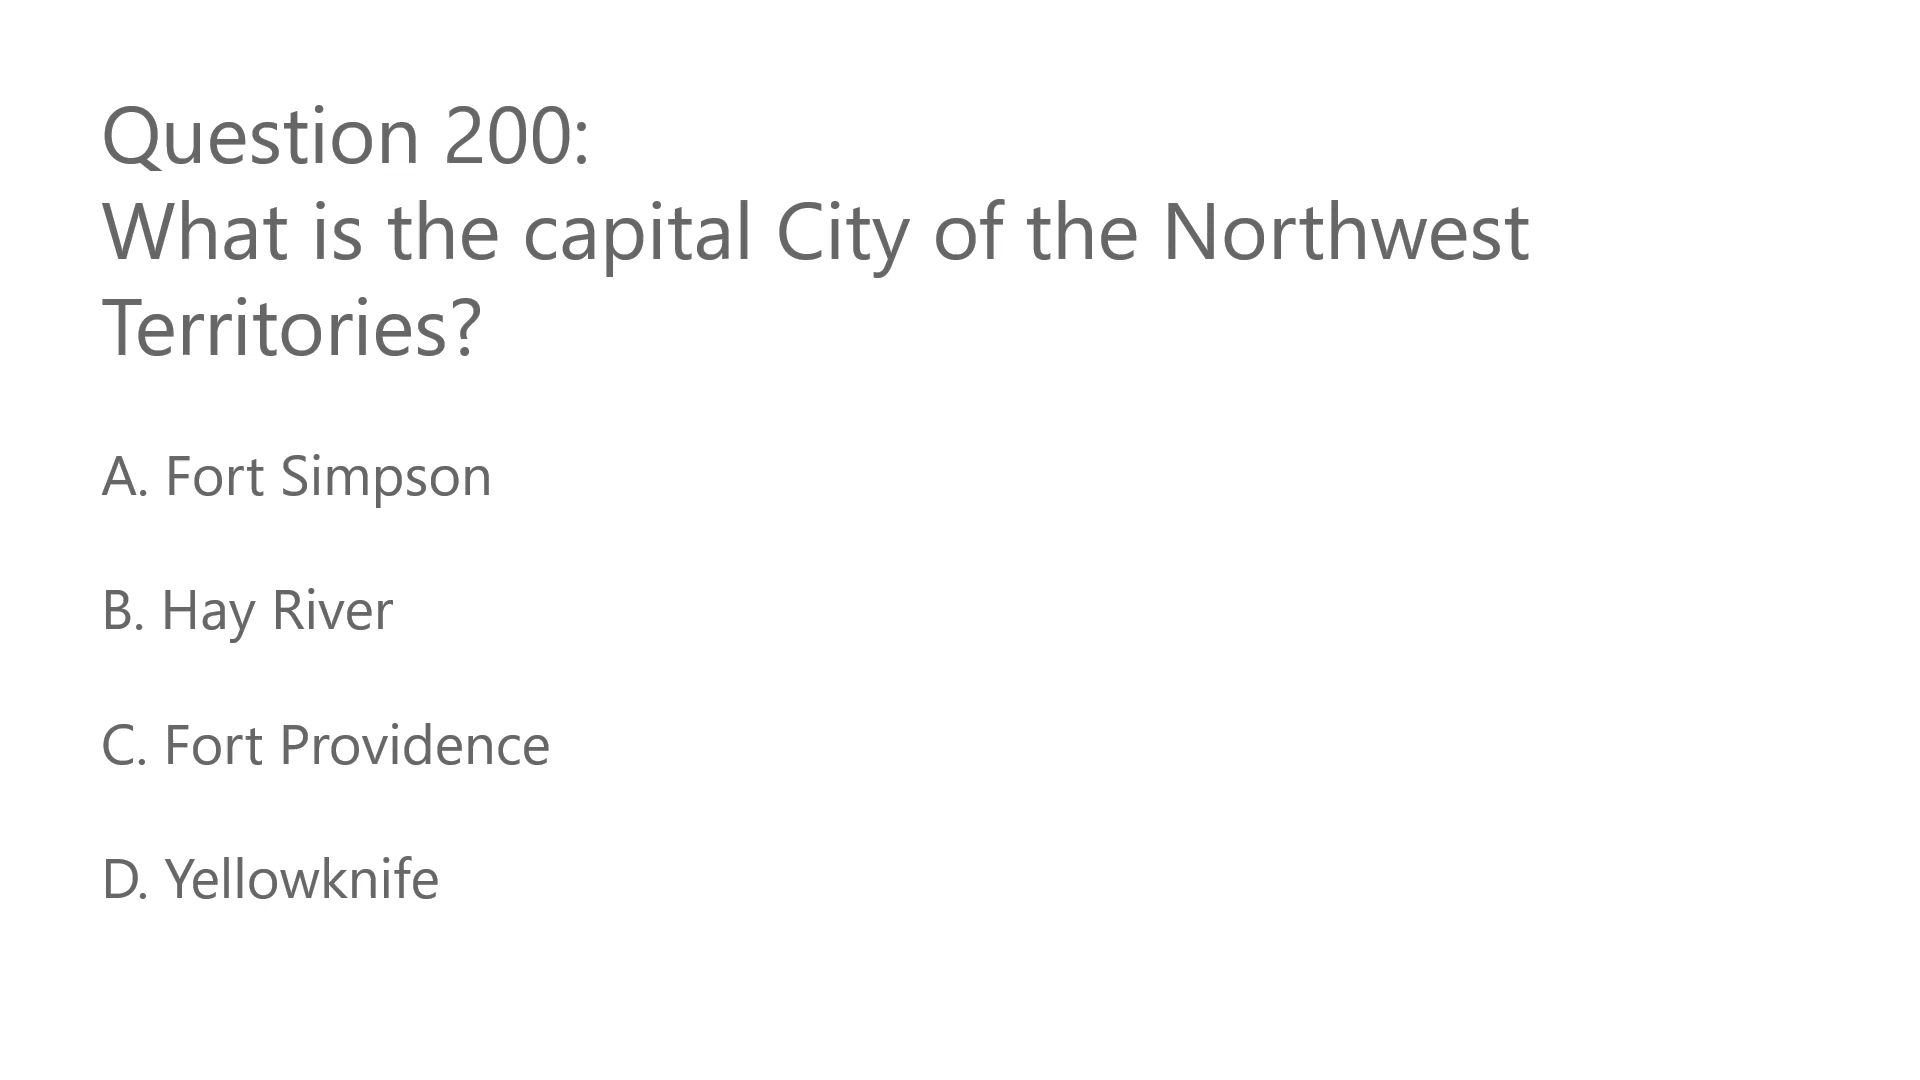 Question 200:
What is the capital City of the Northwest
Territories?
A. Fort Simpson
B. Hay River
C. Fort Providence
D. Yellowknife